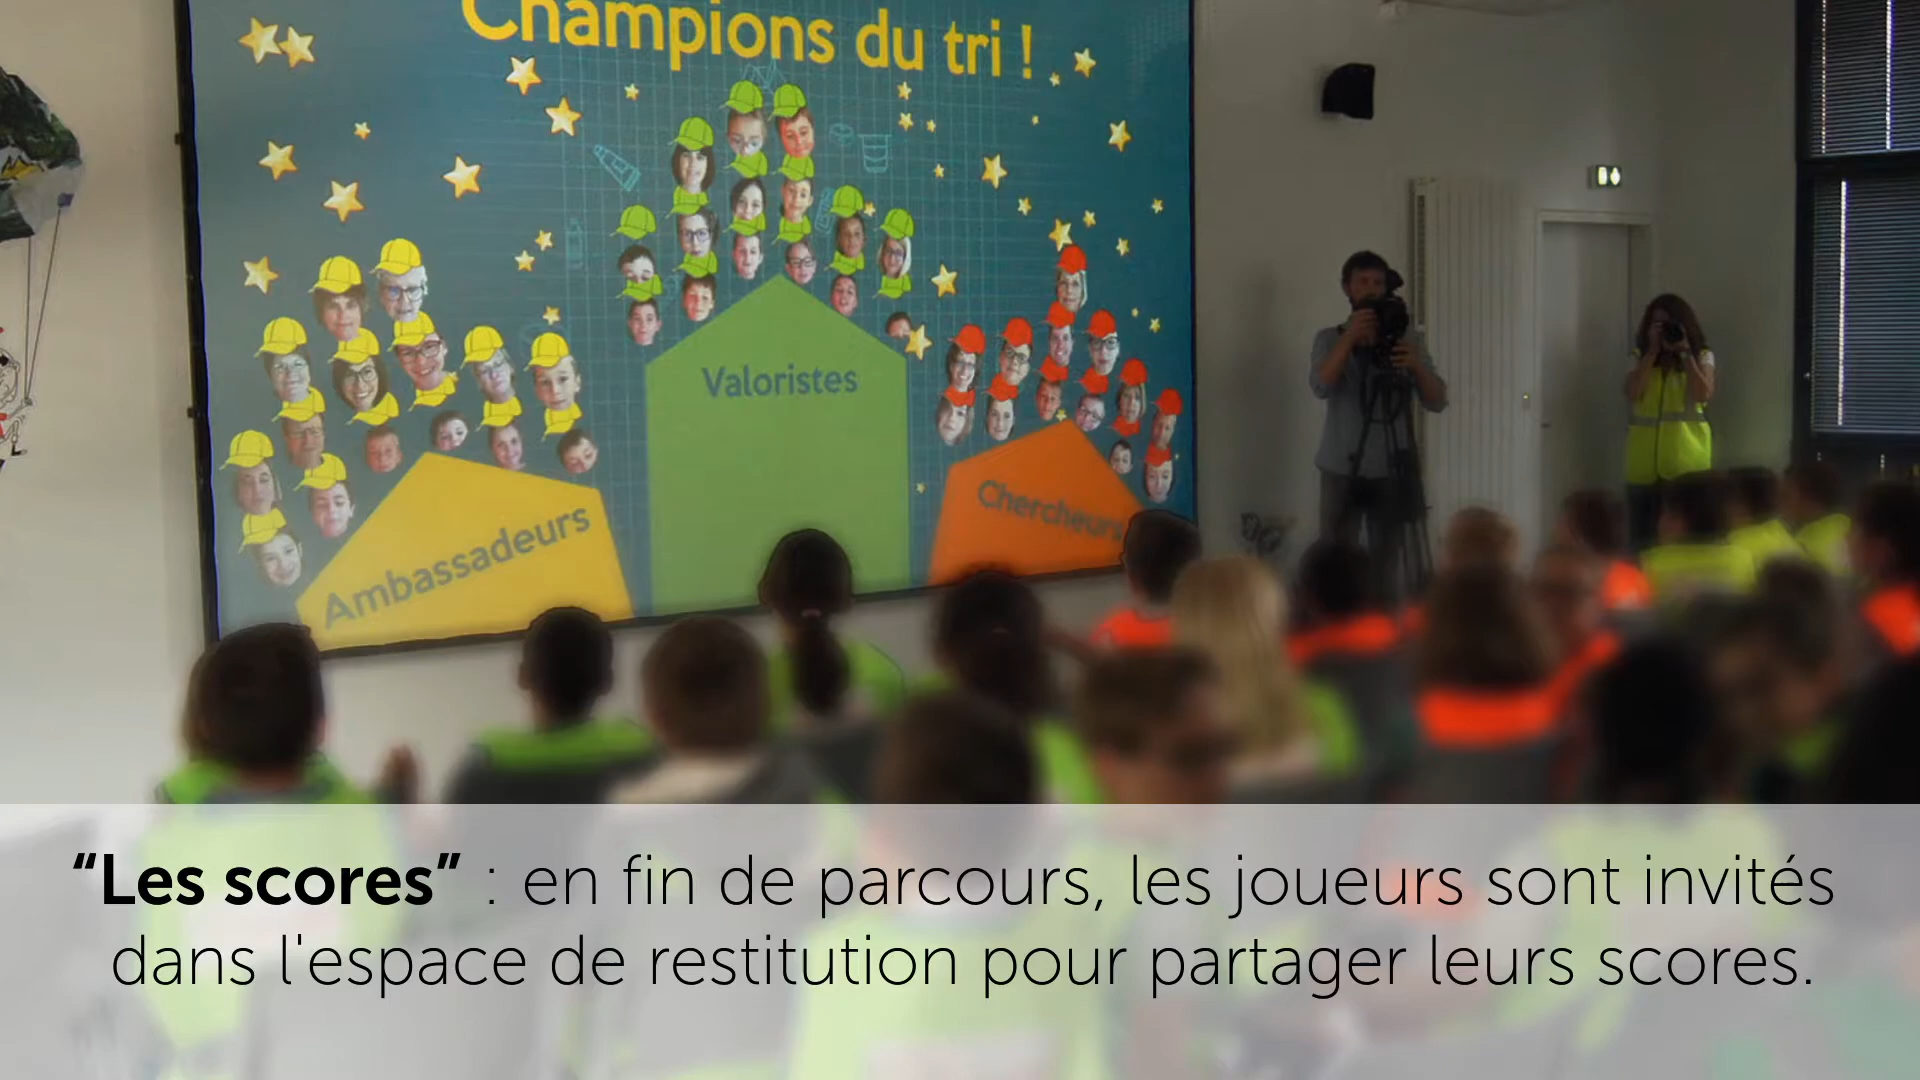 Champions du tri !
Valoristes
Chercheurs
Ambassadeurs
“Les scores” : en fin de parcours, les joueurs sont invités
dans l'espace de restitution pour partager leurs scores.